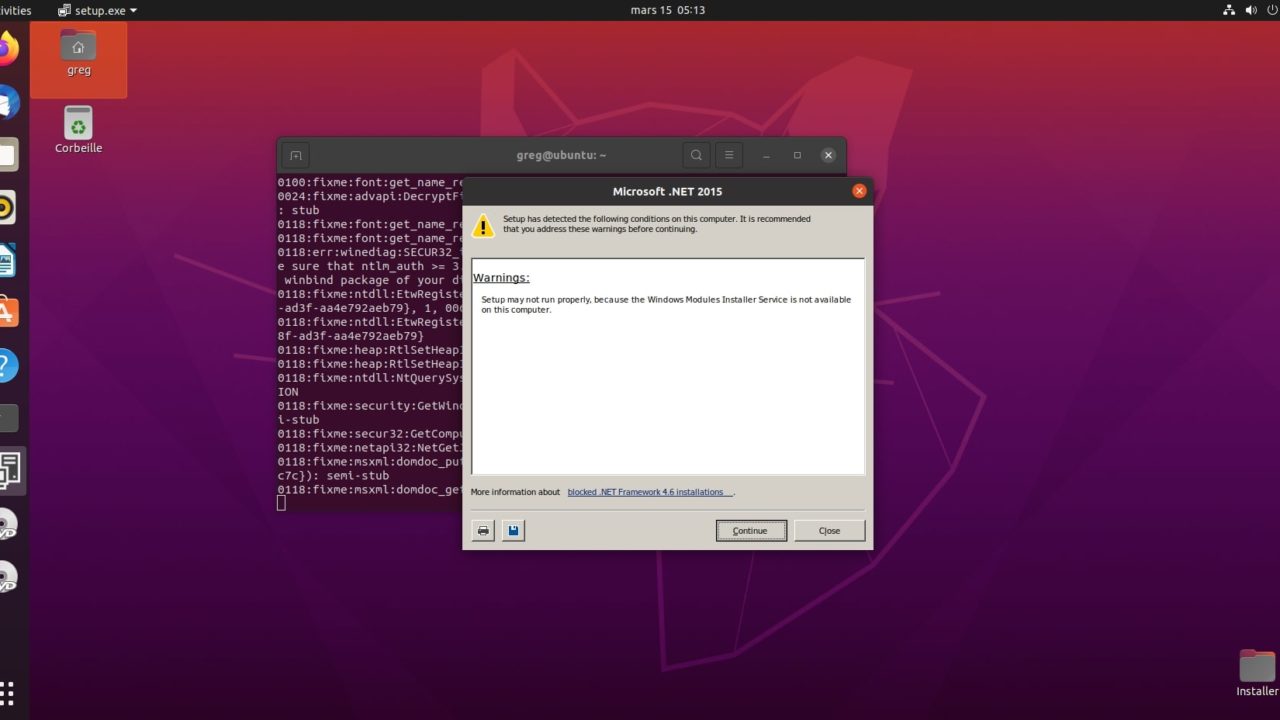 ivities
setup.exe
mars 15 05:13
greg
Corbeille
greg@ubuntu: ~
0100:fixme:font:get_name_re
0024:fixme:advapi:DecryptFi
: stub
0118:fixme:font:get_name_re
0118:fixme:font:get_name_re
0118:err:winediag:SECUR32_
e sure that ntlm_auth >= 3.
winbind package of your di
0118:fixme:ntdll:EtwRegiste
-ad3f-aa4e792aeb79}, 1, 00
0118:fixme:ntdll:EtwRegiste
8f-ad3f-aa4e792aeb79}
0118:fixme:heap:RtlSetHeapI
0118:fixme:heap:RtlSetHeapI
0118:fixme:ntdll:NtQuerySys
ION
0118:fixme:security:GetWind
i-stub
0118:fixme:secur32:GetCompu
0118:fixme:netapi32:NetGetJ
0118:fixme:msxml:domdoc_put
c7c}): semi-stub
0118:fixme:msxml:domdoc_get
Microsoft .NET 2015
Setup has detected the following conditions on this computer. It is recommended
that you address these warnings before continuing.
Warnings:
Setup may not run properly, because the Windows Modules Installer Service is not available
on this computer.
More information about blocked .NET Framework 4.6 installations .
Continue
Close
Installer